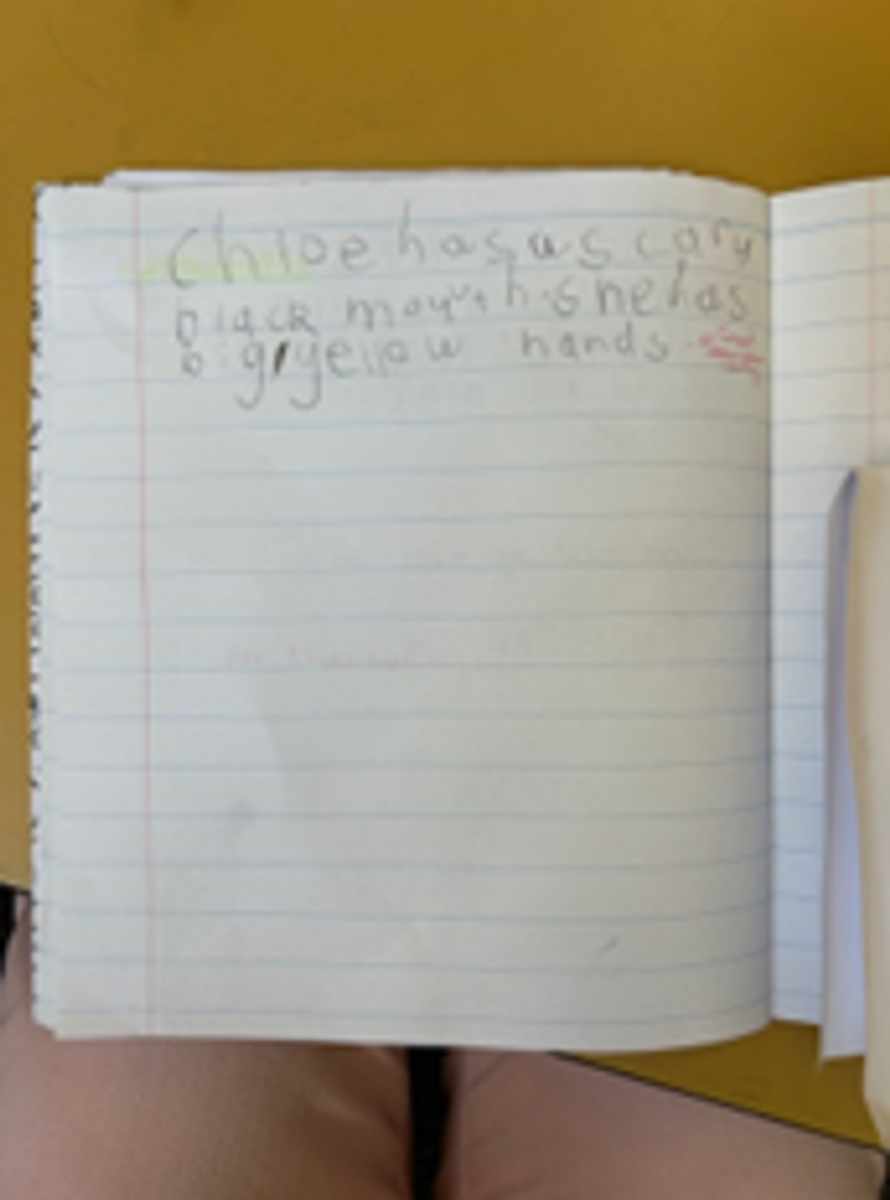 Chloe has a scary
black mouth. She has
big yellow hands